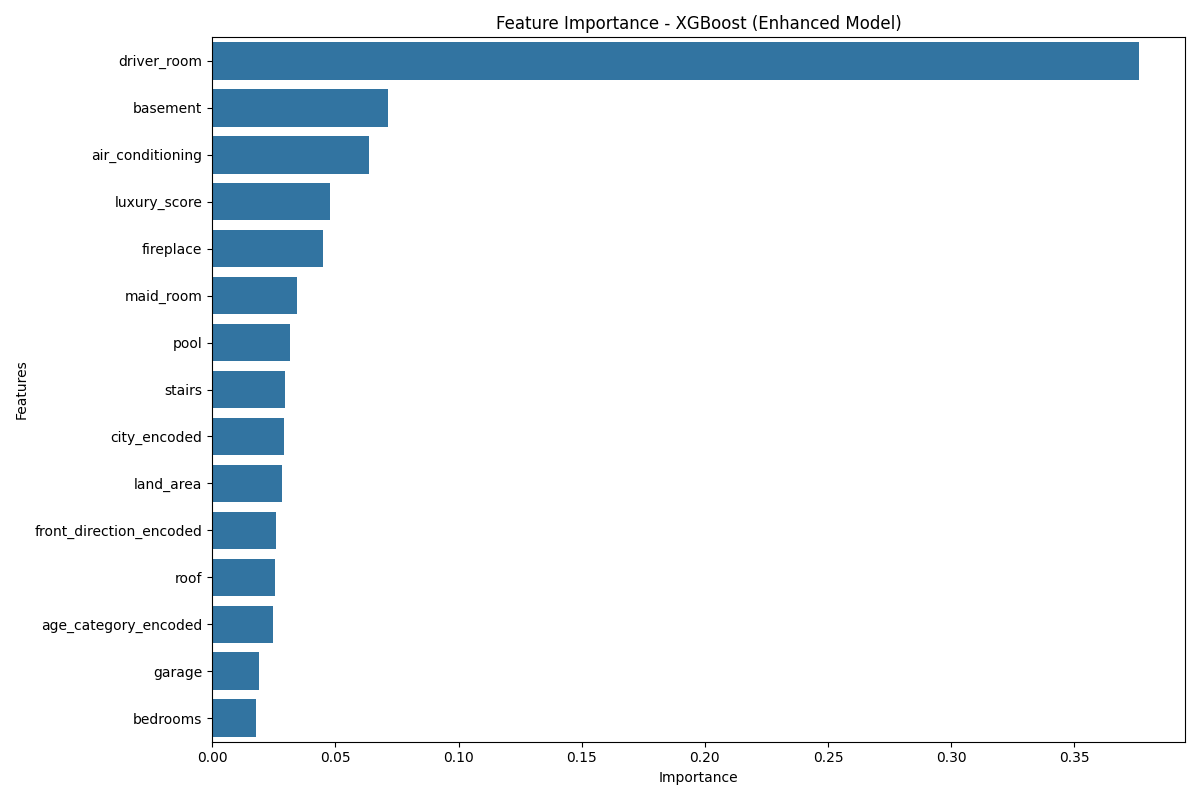 Feature Importance - XGBoost (Enhanced Model)
driver_room
basement
air_conditioning
luxury_score
fireplace
maid_room
pool
stairs
city_encoded
land_area
front_direction_encoded
roof
age_category_encoded
garage
bedrooms
Features
0.00 0.05 0.10 0.15 0.20 0.25 0.30 0.35
Importance